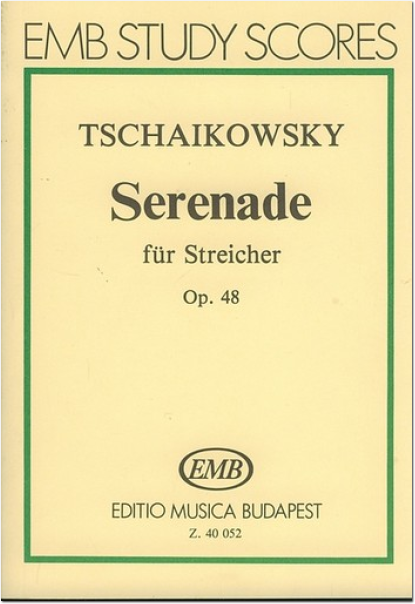 EMB STUDY SCORES
TSCHAIKOWSKY
Serenade
für Streicher
Op. 48
EMB
EDITIO MUSICA BUDAPEST
Z. 40 052